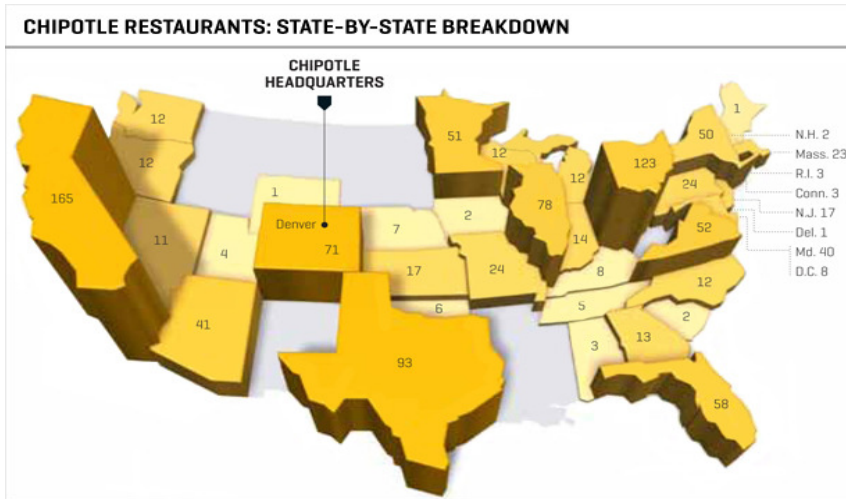 CHIPOTLE RESTAURANTS: STATE-BY-STATE BREAKDOWN
CHIPOTLE
HEADQUARTERS
12
12
165
11
1
4
Denver
71
41
7
17
6
93
51
2
24
12
78
12
14
123
8
5
3
13
58
2
12
52
24
50
1
N.H. 2
Mass. 23
R.I. 3
Conn. 3
N.J. 17
Del. 1
Md. 40
D.C. 8